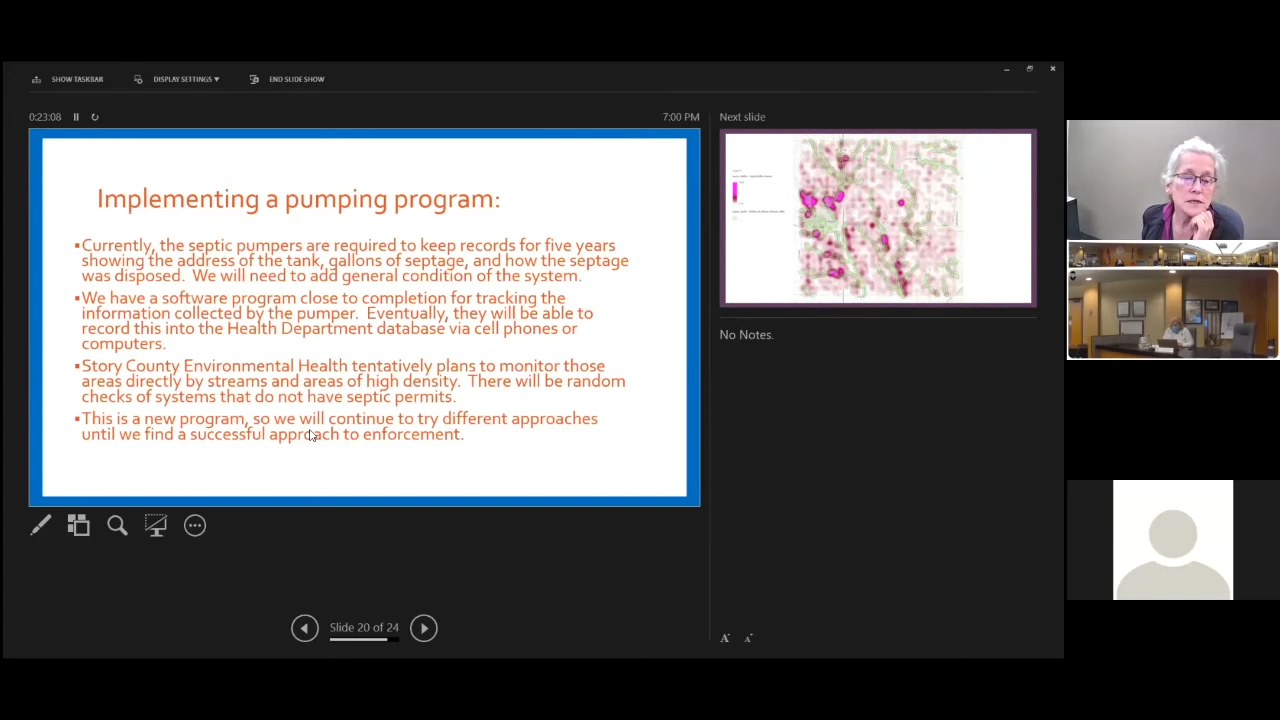 SHOW TASKBAR
DISPLAY SETTINGS ▼
END SLIDE SHOW
0:23:08
7:00 PM
Next slide
Implementing a pumping program:
▪Currently, the septic pumpers are required to keep records for five years
showing the address of the tank, gallons of septage, and how the septage
was disposed. We will need to add general condition of the system.
▪We have a software program close to completion for tracking the
information collected by the pumper. Eventually, they will be able to
record this into the Health Department database via cell phones or
computers.
▪Story County Environmental Health tentatively plans to monitor those
areas directly by streams and areas of high density. There will be random
checks of systems that do not have septic permits.
▪This is a new program, so we will continue to try different approaches
until we find a successful approach to enforcement.
No Notes.
Slide 20 of 24
A
A